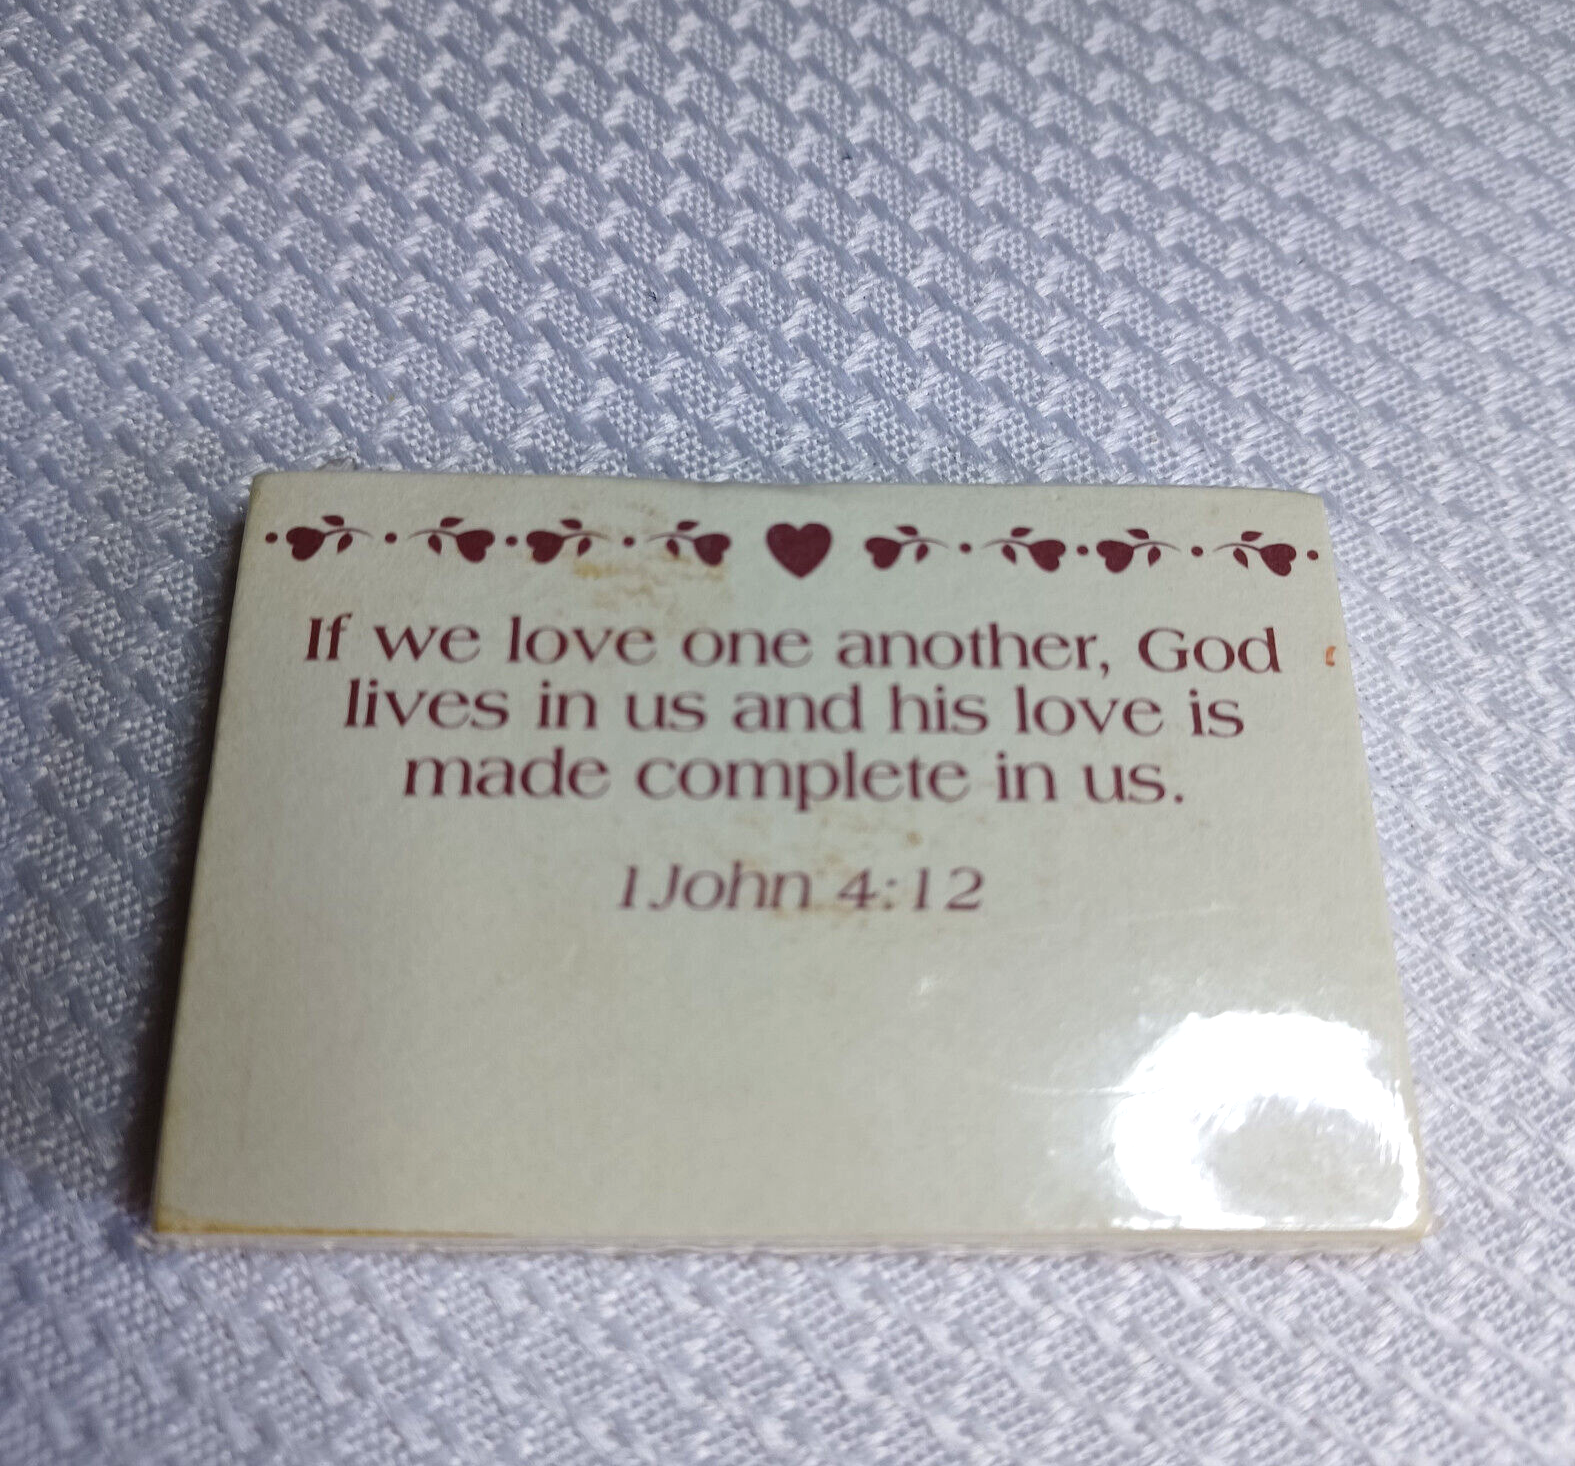 If we love one another, God
lives in us and his love is
made complete in us.
1 John 4:12